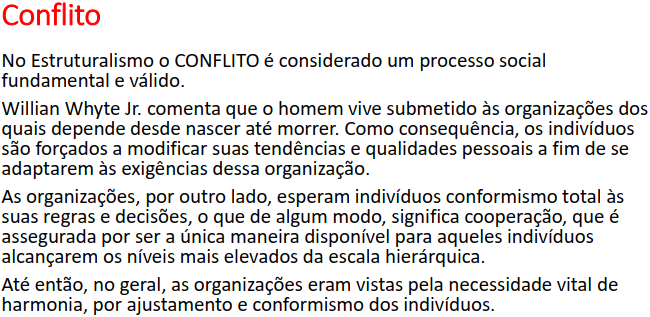 Conflito
No Estruturalismo o CONFLITO é considerado um processo social
fundamental e válido.
Willian Whyte Jr. comenta que o homem vive submetido às organizações dos
quais depende desde nascer até morrer. Como consequência, os indivíduos
são forçados a modificar suas tendências e qualidades pessoais a fim de se
adaptarem às exigências dessa organização.
As organizações, por outro lado, esperam indivíduos conformismo total às
suas regras e decisões, o que de algum modo, significa cooperação, que é
assegurada por ser a única maneira disponível para aqueles indivíduos
alcançarem os níveis mais elevados da escala hierárquica.
Até então, no geral, as organizações eram vistas pela necessidade vital de
harmonia, por ajustamento e conformismo dos indivíduos.